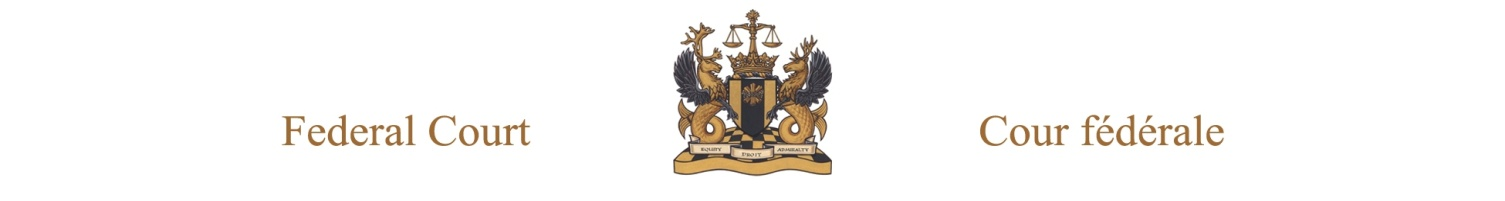 Federal Court
Cour fédérale
EQUITY DROIT ADMIRALTY